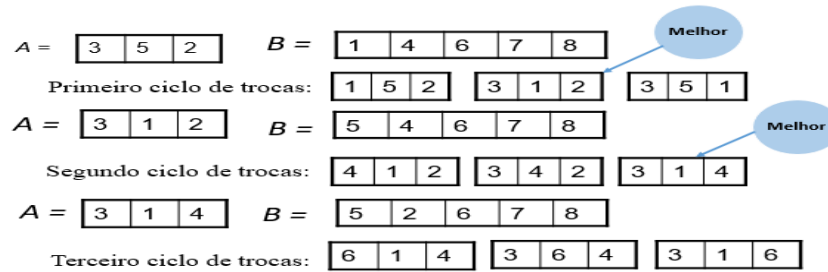 Melhor
A = 3 5 2 B = 1 4 6 7 8
Primeiro ciclo de trocas: 1 5 2 3 1 2 3 5 1
A = 3 1 2 B = 5 4 6 7 8
Melhor
Segundo ciclo de trocas: 4 1 2 3 4 2 3 1 4
A = 3 1 4 B = 5 2 6 7 8
Terceiro ciclo de trocas: 6 1 4 3 6 4 3 1 6